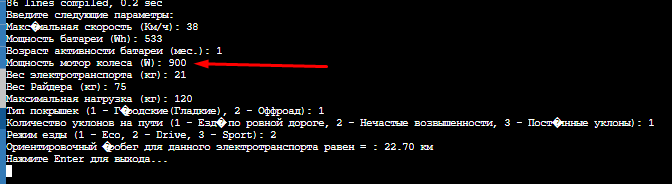 86 lines compiled, 0.2 sec
Введите следующие параметры:
Макс�мальная скорость (Км/ч): 38
Мощность батареи (Wh): 533
Возраст активности батареи (мес.): 1
Мощность мотор колеса (W): 900
Вес электротранспорта (кг): 21
Вес Райдера (кг): 75
Максимальная нагрузка (кг): 120
Тип покрышек (1 - Г�родские(Гладкие), 2 - Оффроад): 1
Количество уклонов на пути (1 - Езд� по ровной дороге, 2 - Нечастые возвышенности, 3 - Пост�янные уклоны): 1
Режим езды (1 - Eco, 2 - Drive, 3 - Sport): 2
Ориентировочный �робег для данного электротранспорта равен = : 22.70 км
Нажмите Enter для выхода...